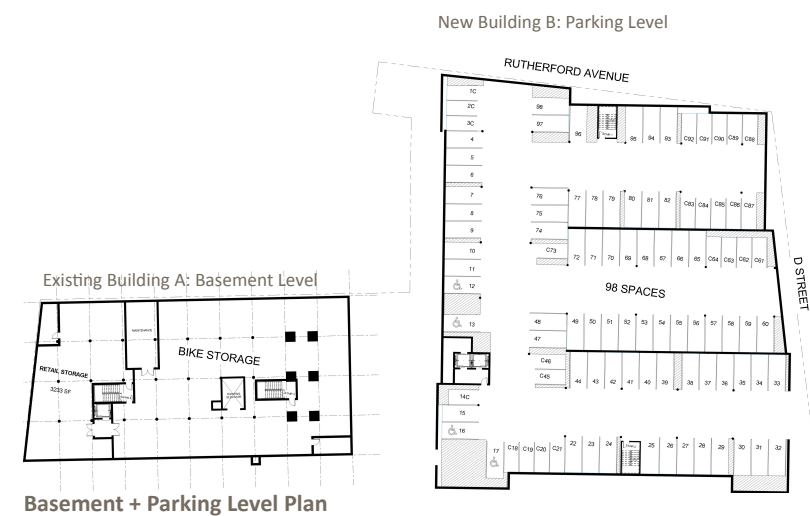 New Building B: Parking Level
RUTHERFORD AVENUE
1C
2C
3C
4
5
6
7
8
9
10
11
12
13
14C
15
16
17
98
97
96
95 94 93 C92 C91 C90 C89 C88
76
75
74
C73
77 78 79 80 81 82 C83 C84 C85 C86 C87
72 71 70 69 68 67 66 65 C64 C63 C62 C61
98 SPACES
D STREET
48
47
C46
C45
49 50 51 52 53 54 55 56 57 58 59 60
44 43 42 41 40 39 38 37 36 35 34 33
C18 C19 C20 C21 22 23 24 25 26 27 28 29 30 31 32
Existing Building A: Basement Level
MAINTENANCE
BIKE STORAGE
RETAIL STORAGE
3233 SF
Basement + Parking Level Plan